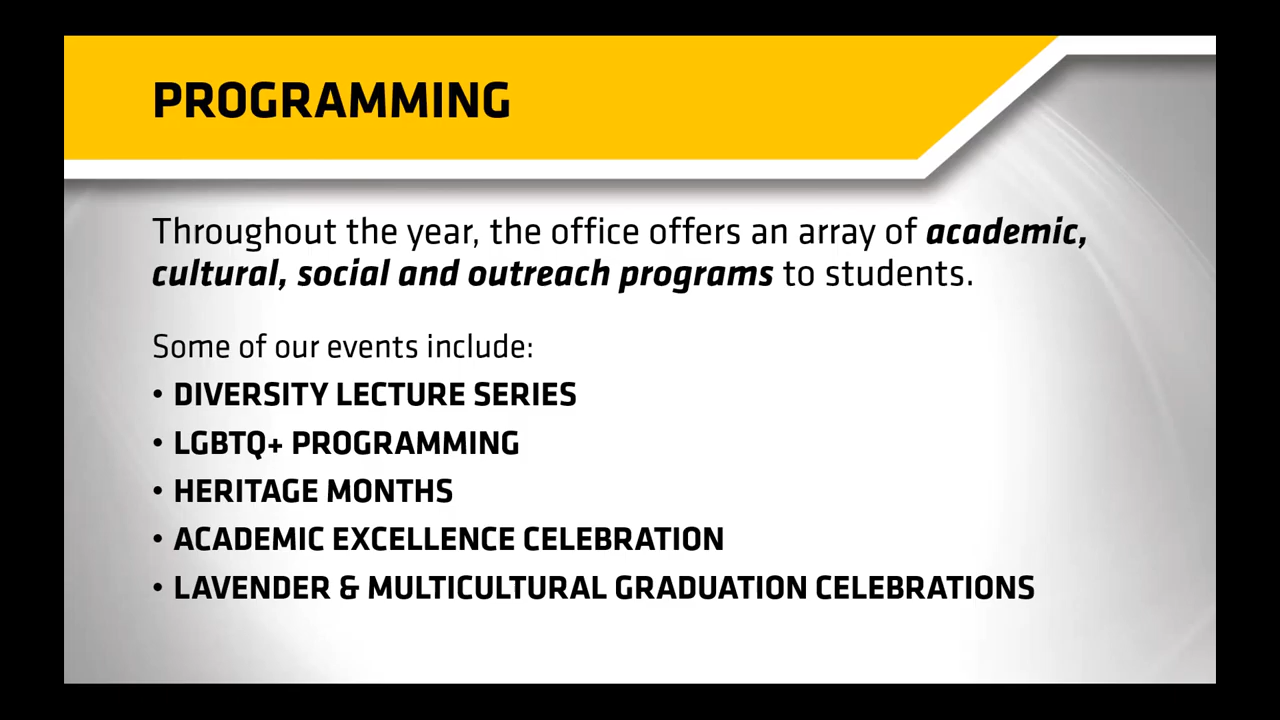 PROGRAMMING
Throughout the year, the office offers an array of academic,
cultural, social and outreach programs to students.
Some of our events include:
• DIVERSITY LECTURE SERIES
• LGBTQ+ PROGRAMMING
• HERITAGE MONTHS
• ACADEMIC EXCELLENCE CELEBRATION
• LAVENDER & MULTICULTURAL GRADUATION CELEBRATIONS